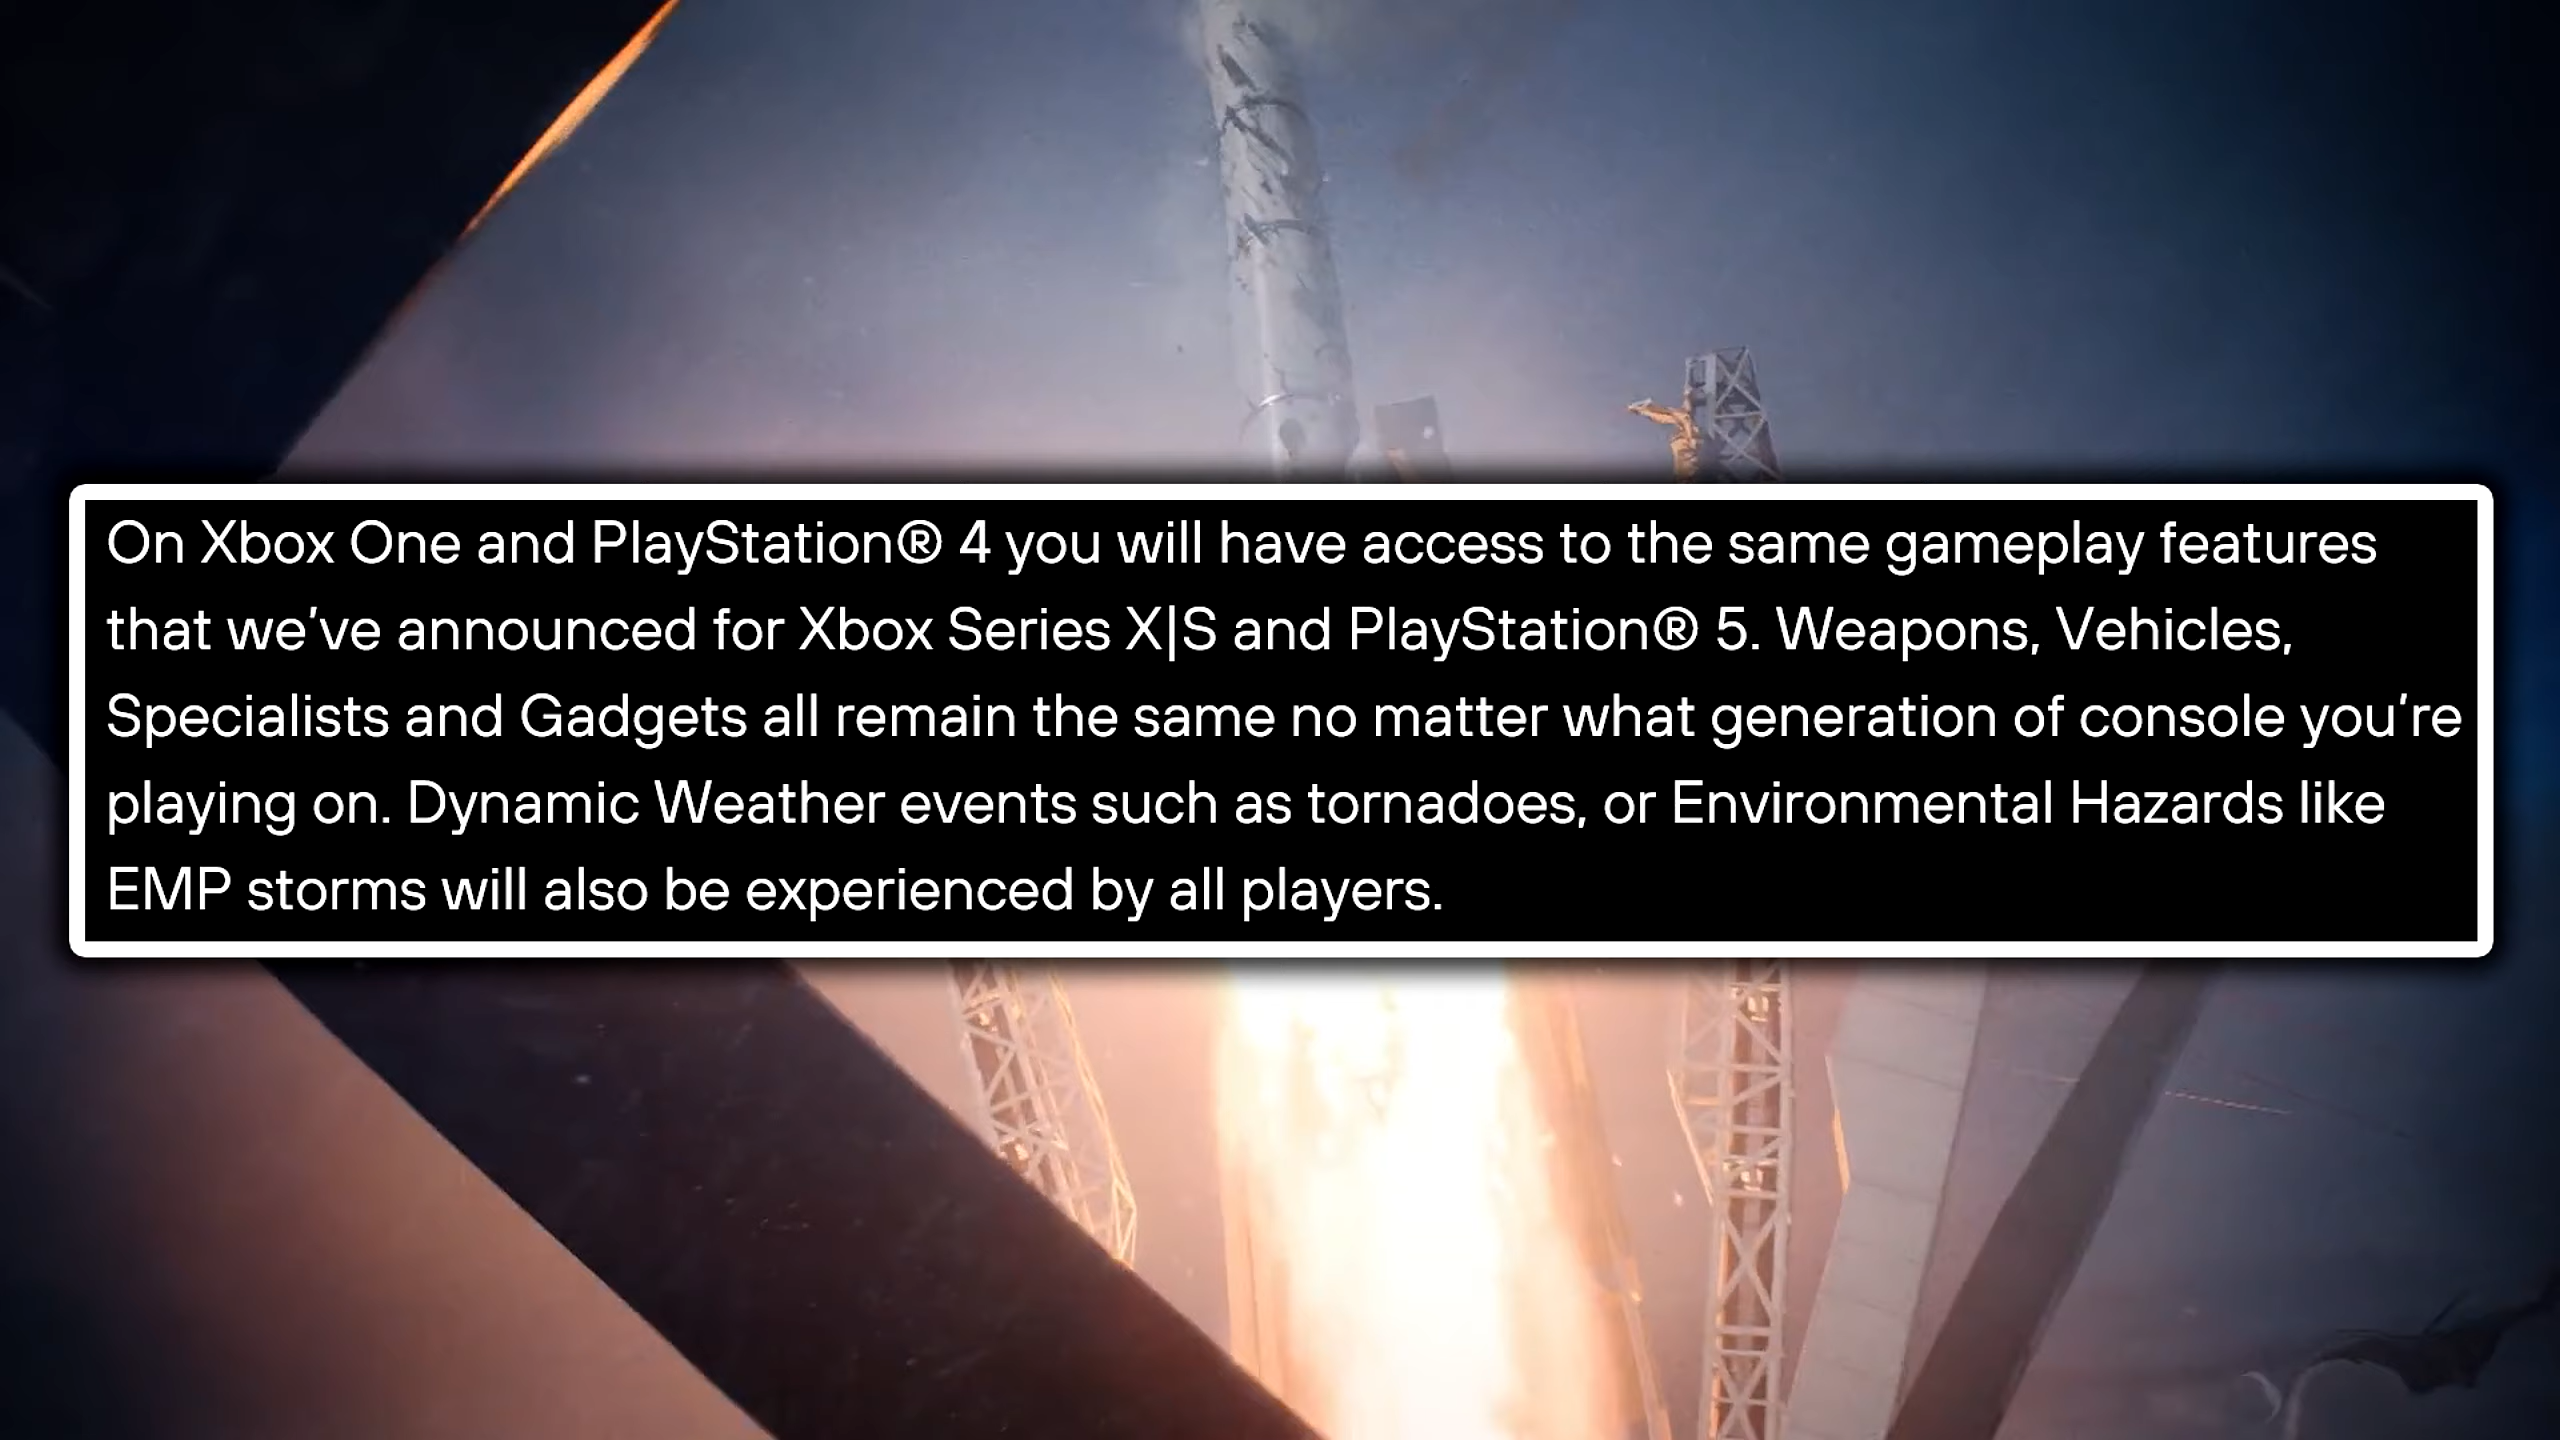 On Xbox One and PlayStation® 4 you will have access to the same gameplay features
that we’ve announced for Xbox Series X|S and PlayStation® 5. Weapons, Vehicles,
Specialists and Gadgets all remain the same no matter what generation of console you’re
playing on. Dynamic Weather events such as tornadoes, or Environmental Hazards like
EMP storms will also be experienced by all players.